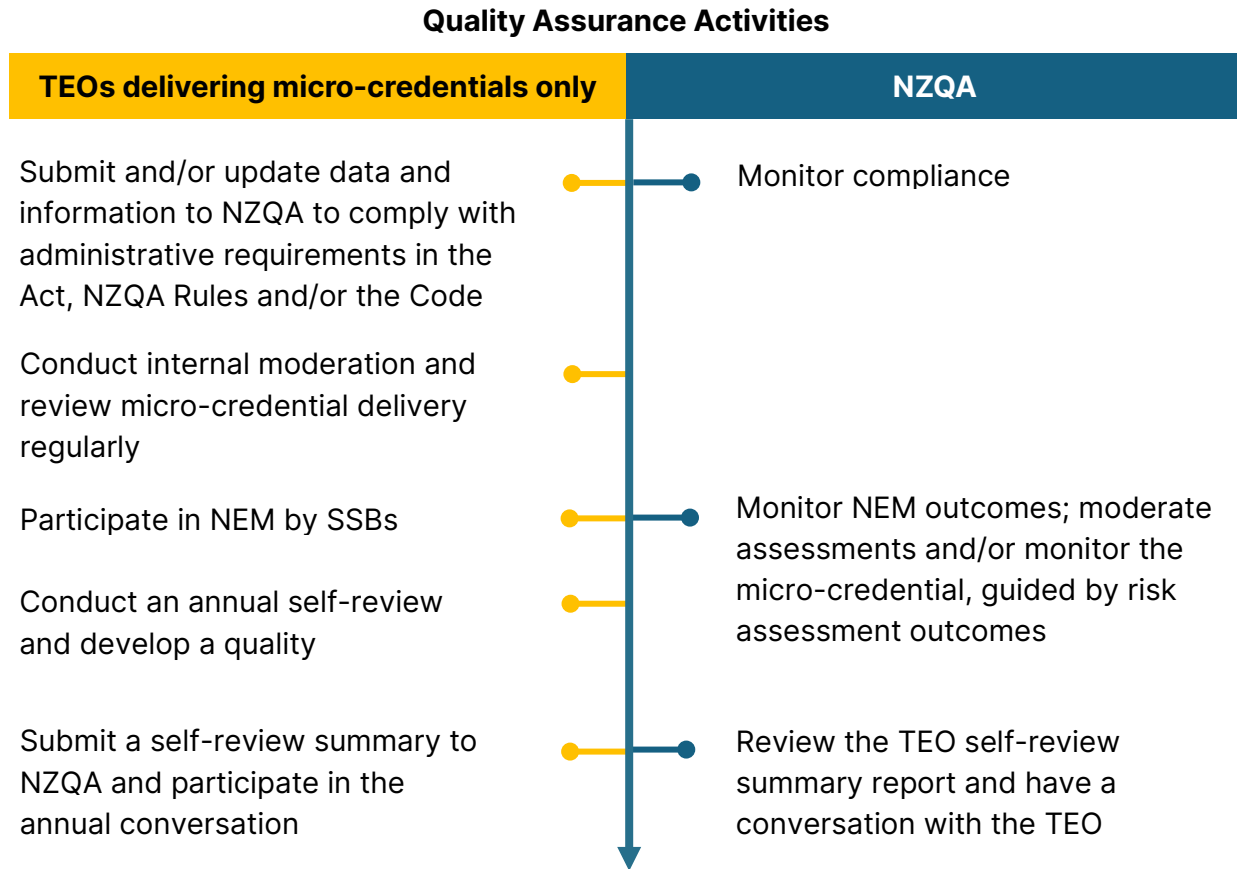 Quality Assurance Activities
TEOs delivering micro-credentials only
NZQA
Submit and/or update data and
information to NZQA to comply with
administrative requirements in the
Act, NZQA Rules and/or the Code
Monitor compliance
Conduct internal moderation and
review micro-credential delivery
regularly
Participate in NEM by SSBs
Monitor NEM outcomes; moderate
assessments and/or monitor the
micro-credential, guided by risk
assessment outcomes
Conduct an annual self-review
and develop a quality
Submit a self-review summary to
NZQA and participate in the
annual conversation
Review the TEO self-review
summary report and have a
conversation with the TEO